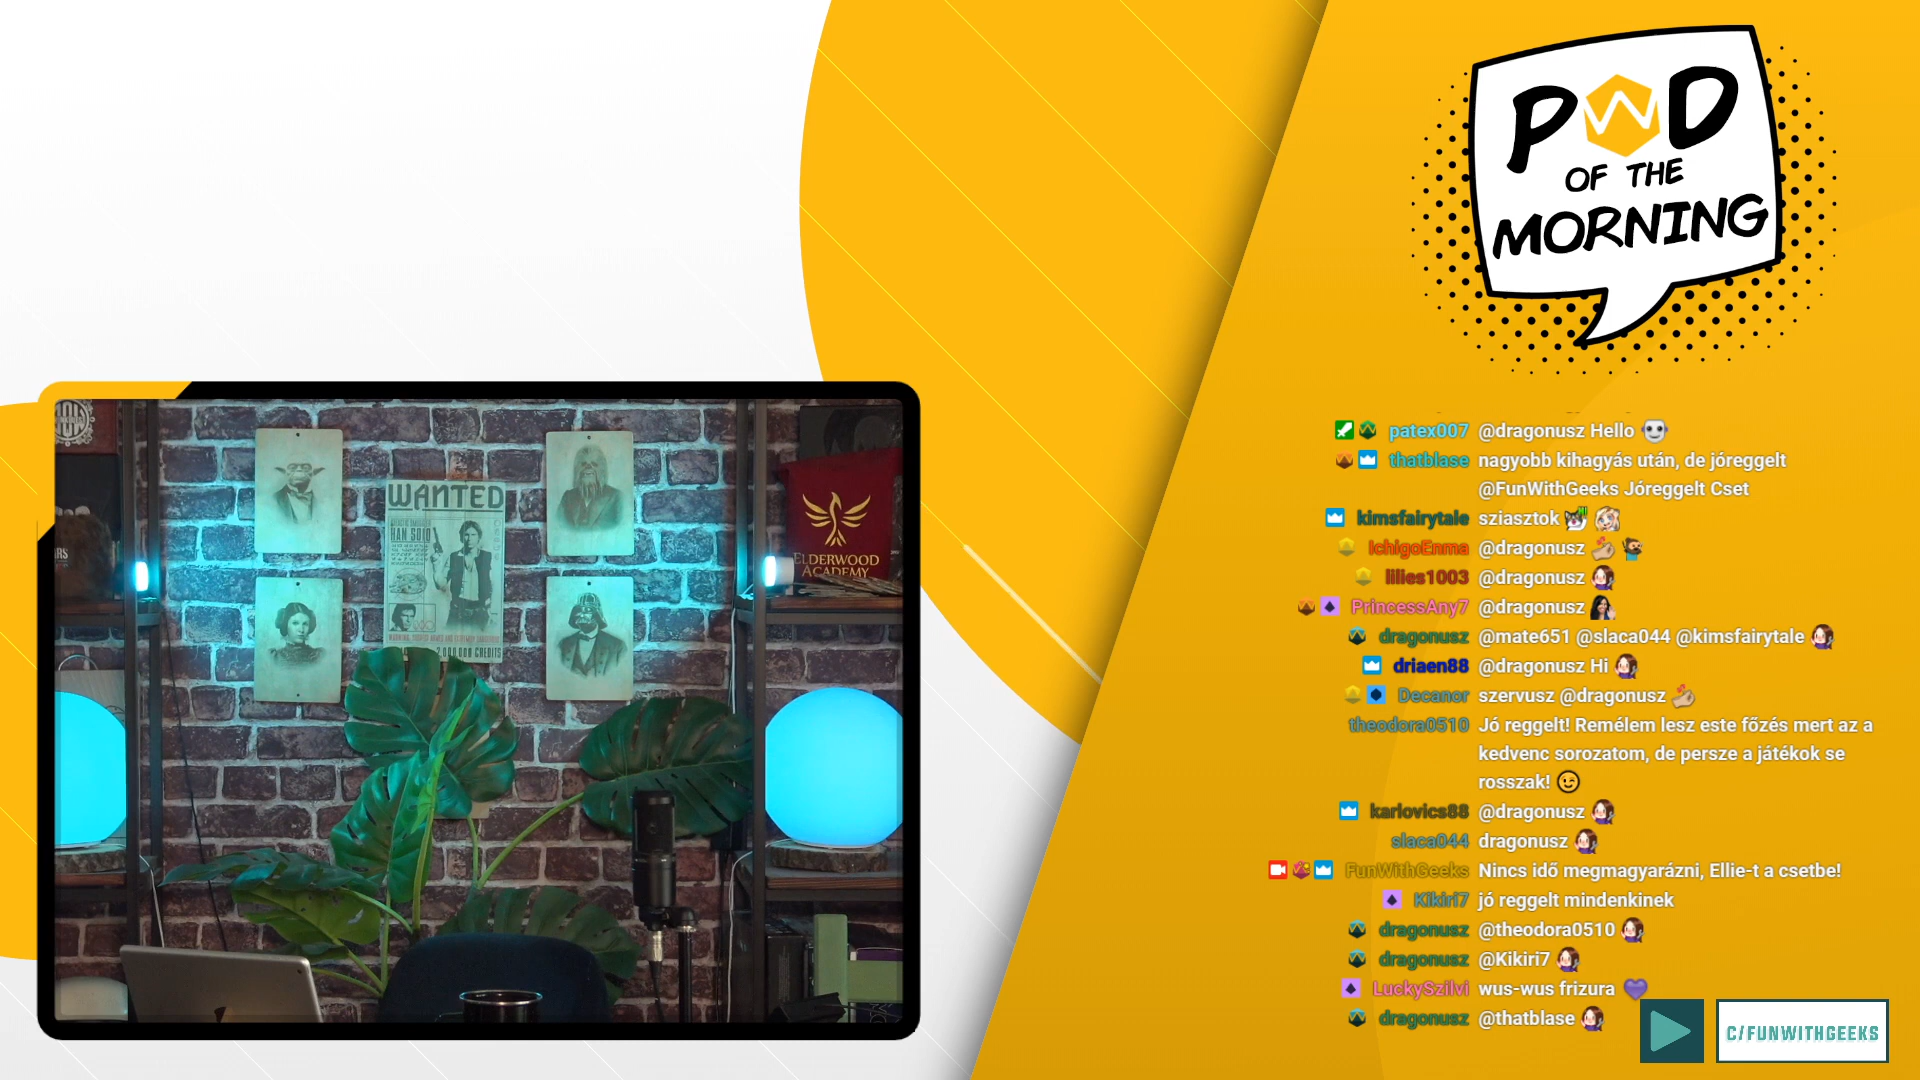 POD
OF THE
MORNING
WANTED
HAN SOLO
2,000,000 CREDITS
ELDERWOOD
ACADEMY
patex007 @dragonusz Hello
thatblase nagyobb kihagyás után, de jóreggelt
@FunWithGeeks Jóreggelt Cset
kimsfairytale sziasztok
IchigoEnma @dragonusz
lilies1003 @dragonusz
PrincessAny7 @dragonusz
dragonusz @mate651 @slaca044 @kimsfairytale
driaen88 @dragonusz Hi
Decanor szervusz @dragonusz
theodora0510 Jó reggelt! Remélem lesz este főzés mert az a
kedvenc sorozatom, de persze a játékok se
rosszak!
karlovics88 @dragonusz
slaca044 dragonusz
FunWithGeeks Nincs idő megmagyarázni, Ellie-t a csetbe!
Kikiri7 jó reggelt mindenkinek
dragonusz @theodora0510
dragonusz @Kikiri7
LuckySzilvi wus-wus frizura
dragonusz @thatblase
C/FUNWITHGEEKS